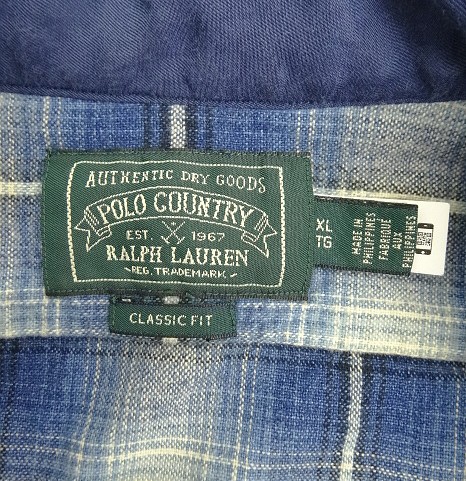 AUTHENTIC DRY GOODS
POLO COUNTRY
EST. 1967
RALPH LAUREN
REG. TRADEMARK
CLASSIC FIT
XL
TG
MADE IN
PHILIPPINES
FABRIQUÉ
AUX
PHILIPPINES